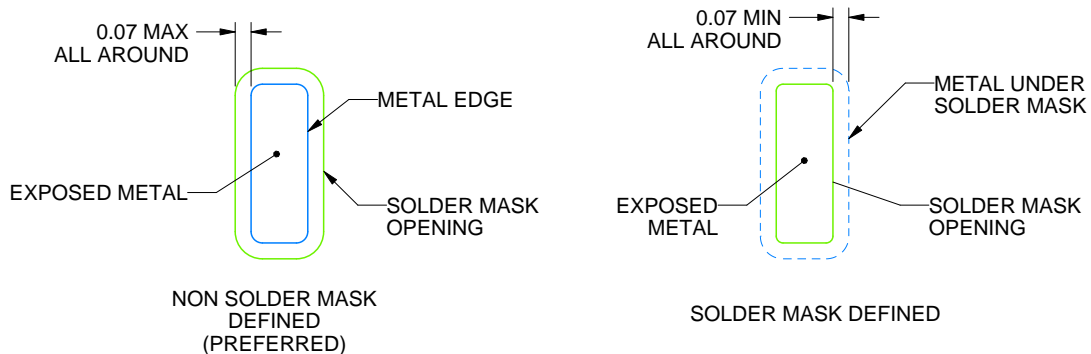 0.07 MAX
ALL AROUND
METAL EDGE
EXPOSED METAL
SOLDER MASK
OPENING
NON SOLDER MASK
DEFINED
(PREFERRED)
0.07 MIN
ALL AROUND
METAL UNDER
SOLDER MASK
EXPOSED
METAL
SOLDER MASK
OPENING
SOLDER MASK DEFINED